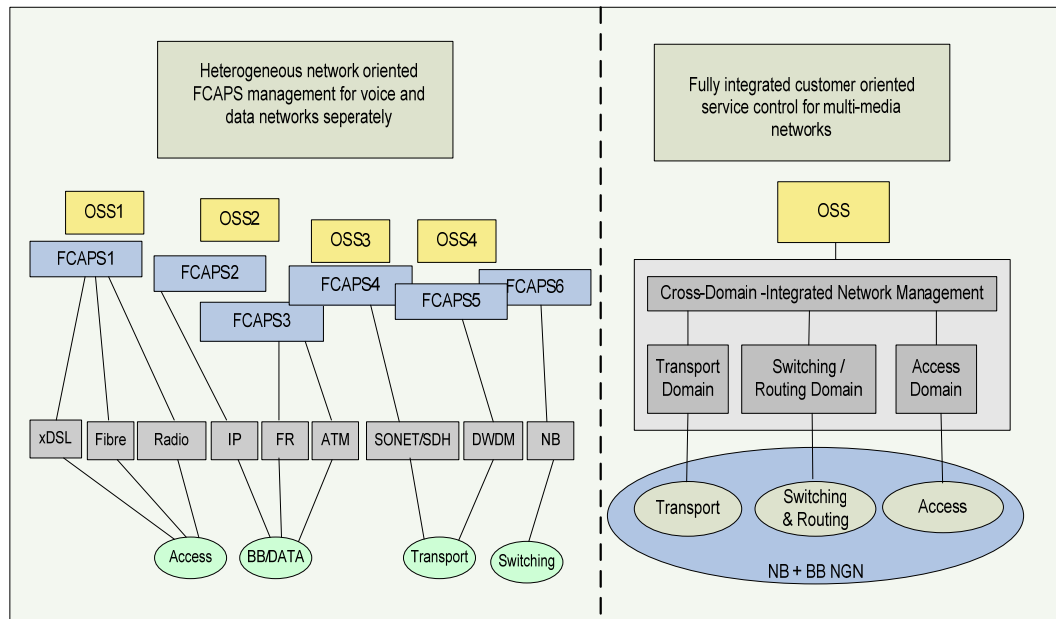 Heterogeneous network oriented
FCAPS management for voice and
data networks seperately
OSS1
OSS2
OSS3
OSS4
FCAPS1
FCAPS2
FCAPS3
FCAPS4
FCAPS5
FCAPS6
xDSL
Fibre
Radio
IP
FR
ATM
SONET/SDH
DWDM
NB
Access
BB/DATA
Transport
Switching
Fully integrated customer oriented
service control for multi-media
networks
OSS
Cross-Domain -Integrated Network Management
Transport
Domain
Switching /
Routing Domain
Access
Domain
Transport
Switching
& Routing
Access
NB + BB NGN